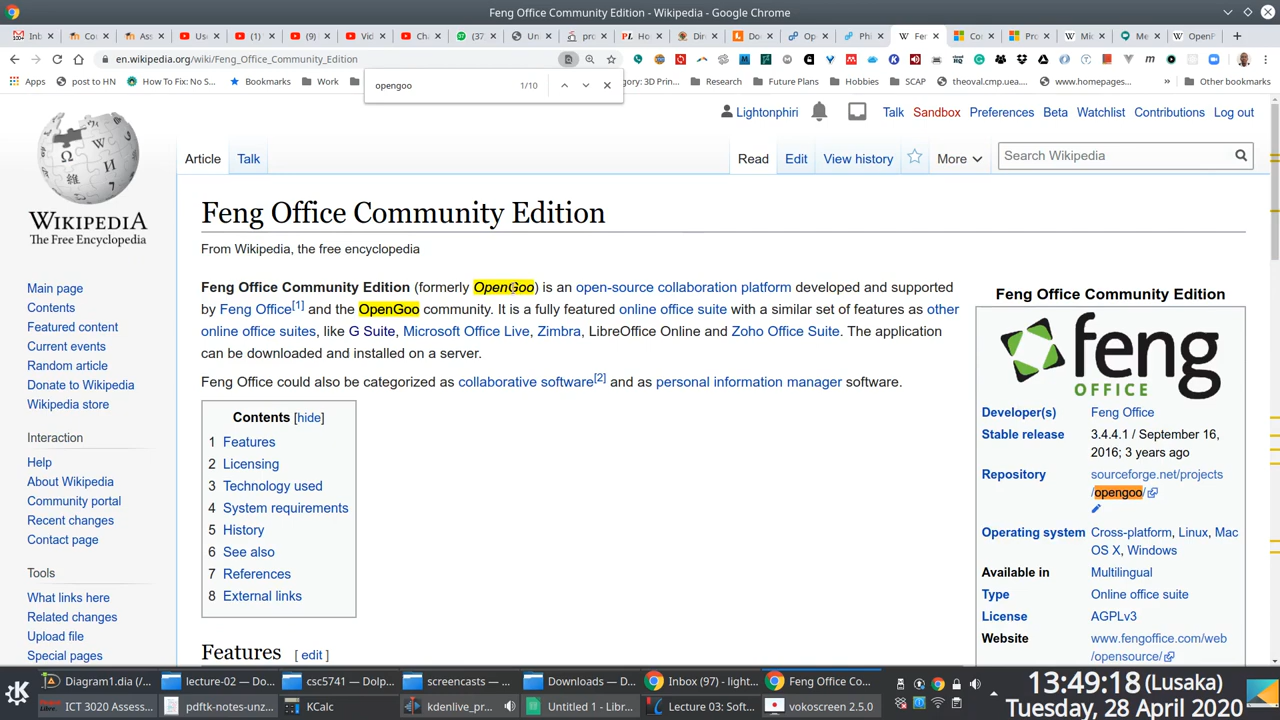 Feng Office Community Edition - Wikipedia - Google Chrome
en.wikipedia.org/wiki/Feng_Office_Community_Edition
opengoo 1/10
Apps post to HN How To Fix: No S... Bookmarks Work Research Future Plans Hobbies SCAP theoval.cmp.uea... www.homepages... » Other bookmarks
Lightonphiri Talk Sandbox Preferences Beta Watchlist Contributions Log out
Article Talk Read Edit View history More Search Wikipedia
WIKIPEDIA
The Free Encyclopedia
Feng Office Community Edition
From Wikipedia, the free encyclopedia
Feng Office Community Edition (formerly OpenGoo) is an open-source collaboration platform developed and supported
by Feng Office[1] and the OpenGoo community. It is a fully featured online office suite with a similar set of features as other
online office suites, like G Suite, Microsoft Office Live, Zimbra, LibreOffice Online and Zoho Office Suite. The application
can be downloaded and installed on a server.
Feng Office could also be categorized as collaborative software[2] and as personal information manager software.
Contents [hide]
1 Features
2 Licensing
3 Technology used
4 System requirements
5 History
6 See also
7 References
8 External links
Features [ edit ]
Main page
Contents
Featured content
Current events
Random article
Donate to Wikipedia
Wikipedia store
Interaction
Help
About Wikipedia
Community portal
Recent changes
Contact page
Tools
What links here
Related changes
Upload file
Special pages
Feng Office Community Edition
feng
OFFICE
Developer(s) Feng Office
Stable release 3.4.4.1 / September 16,
2016; 3 years ago
Repository sourceforge.net/projects
/opengoo/
Operating system Cross-platform, Linux, Mac
OS X, Windows
Available in Multilingual
Type Online office suite
License AGPLv3
Website www.fengoffice.com/web
/opensource/
Diagram1.dia (/... lecture-02 — Do... csc5741 — Dolp... screencasts — ... Downloads — D... Inbox (97) - light... Feng Office Co...
ICT 3020 Assess... pdftk-notes-unz... KCalc kdenlive_pr... Untitled 1 - Libr... Lecture 03: Soft... vokoscreen 2.5.0
13:49:18 (Lusaka)
Tuesday, 28 April 2020